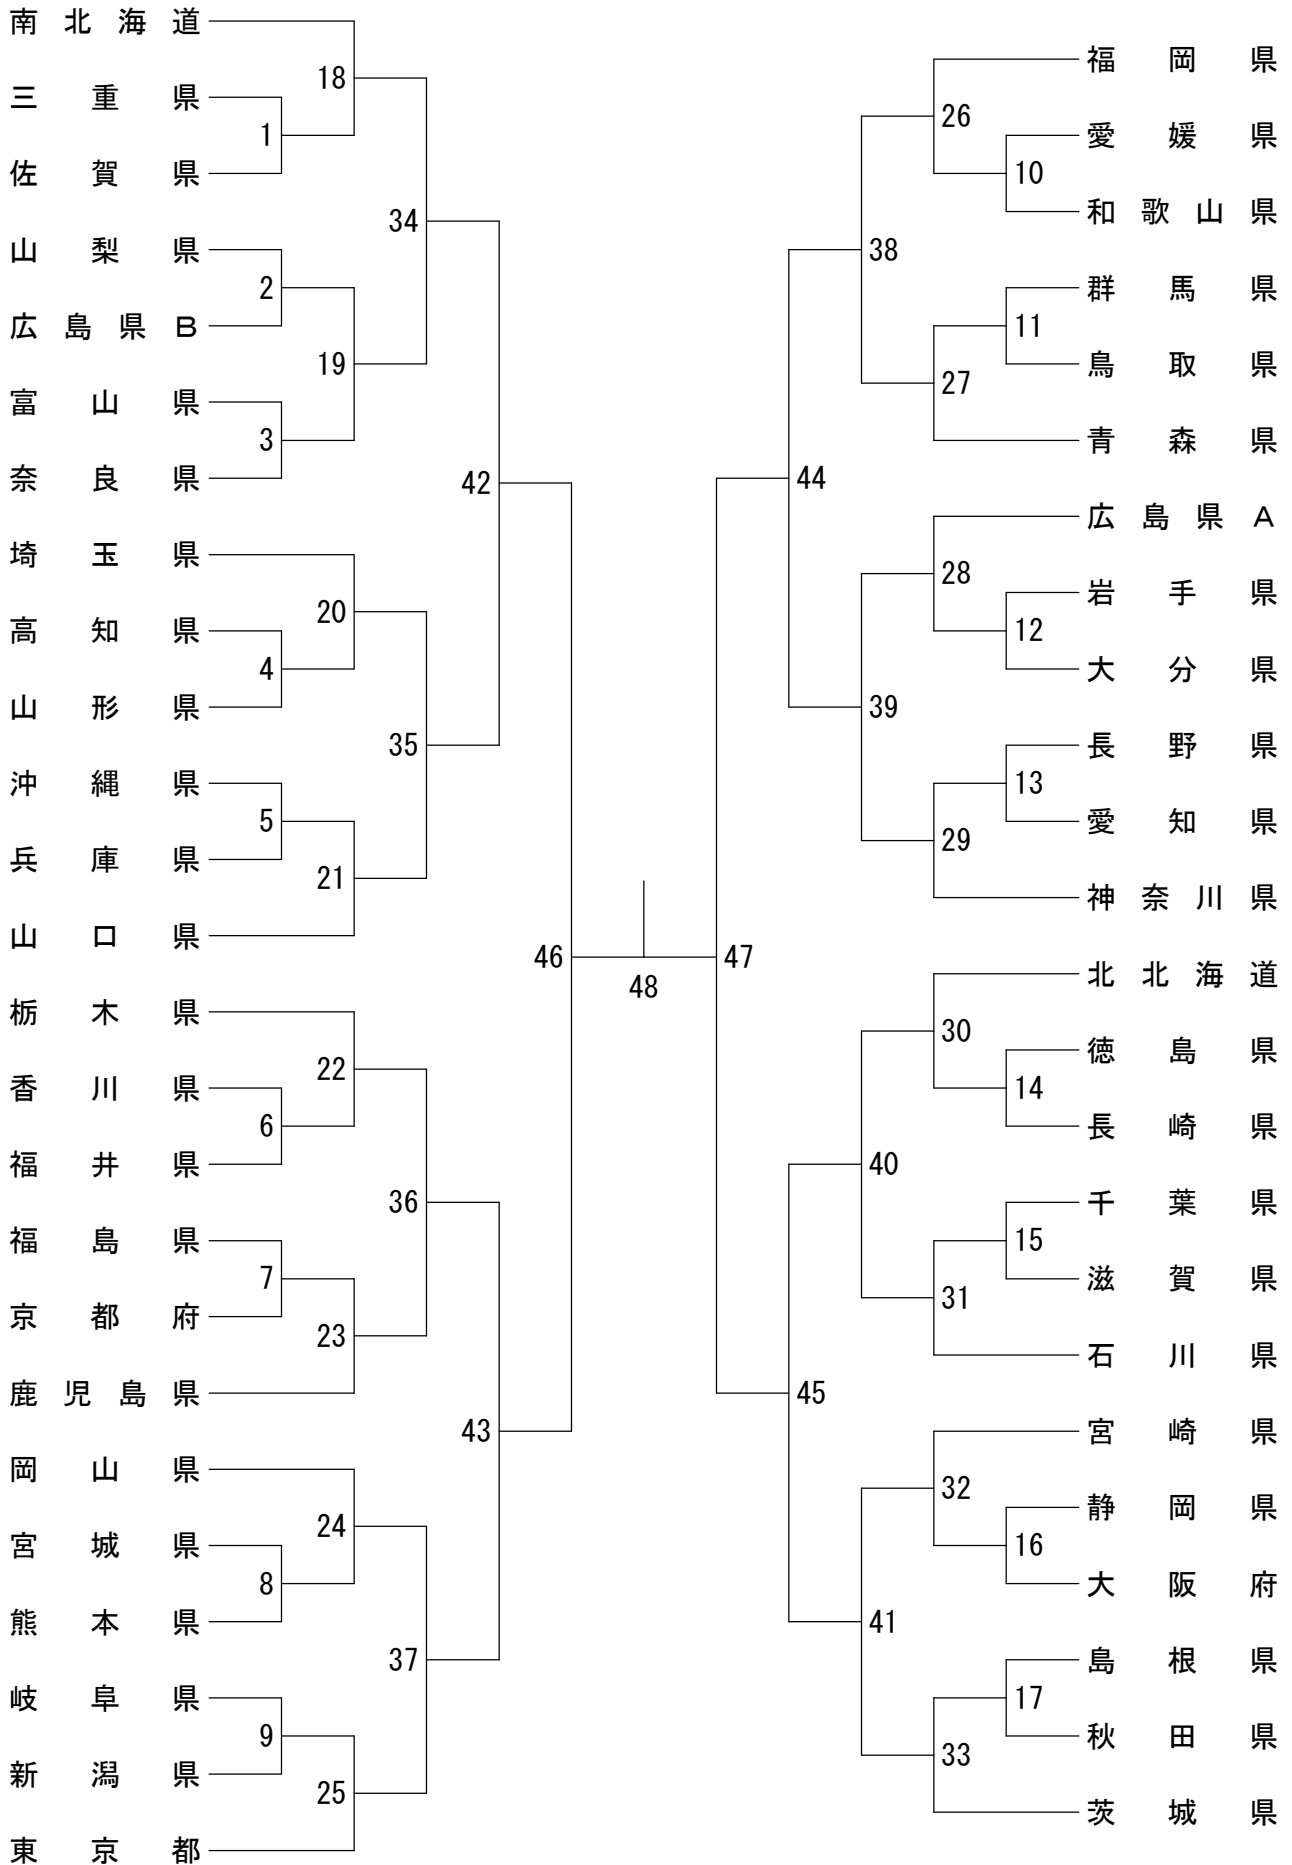 南北海道
18
三重県
1
佐賀県
34
山梨県
2
広島県B
19
富山県
3
奈良県
42
埼玉県
20
高知県
4
山形県
35
沖縄県
5
兵庫県
21
山口県
46
48
栃木県
22
香川県
6
福井県
36
福島県
7
京都府
23
鹿児島県
43
岡山県
24
宮城県
8
熊本県
37
岐阜県
9
新潟県
25
東京都
福岡県
26
愛媛県
10
和歌山県
38
群馬県
11
鳥取県
27
青森県
44
広島県A
28
岩手県
12
大分県
39
長野県
13
愛知県
29
神奈川県
47
北北海道
30
徳島県
14
長崎県
40
千葉県
15
滋賀県
31
石川県
45
宮崎県
32
静岡県
16
大阪府
41
島根県
17
秋田県
33
茨城県